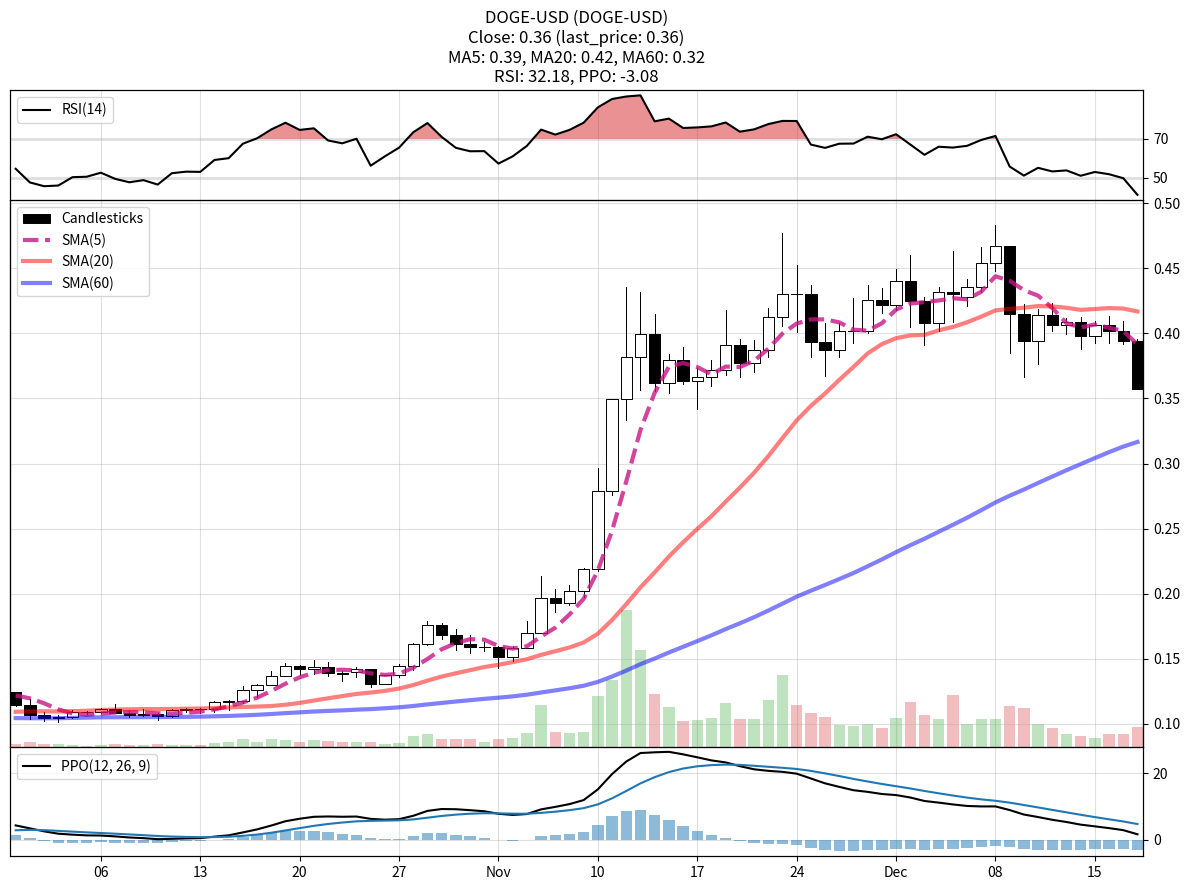 DOGE-USD (DOGE-USD)
Close: 0.36 (last_price: 0.36)
MA5: 0.39, MA20: 0.42, MA60: 0.32
RSI: 32.18, PPO: -3.08
RSI(14)
70
50
Candlesticks
SMA(5)
SMA(20)
SMA(60)
0.50
0.45
0.40
0.35
0.30
0.25
0.20
0.15
0.10
PPO(12, 26, 9)
20
0
06 13 20 27 Nov 10 17 24 Dec 08 15